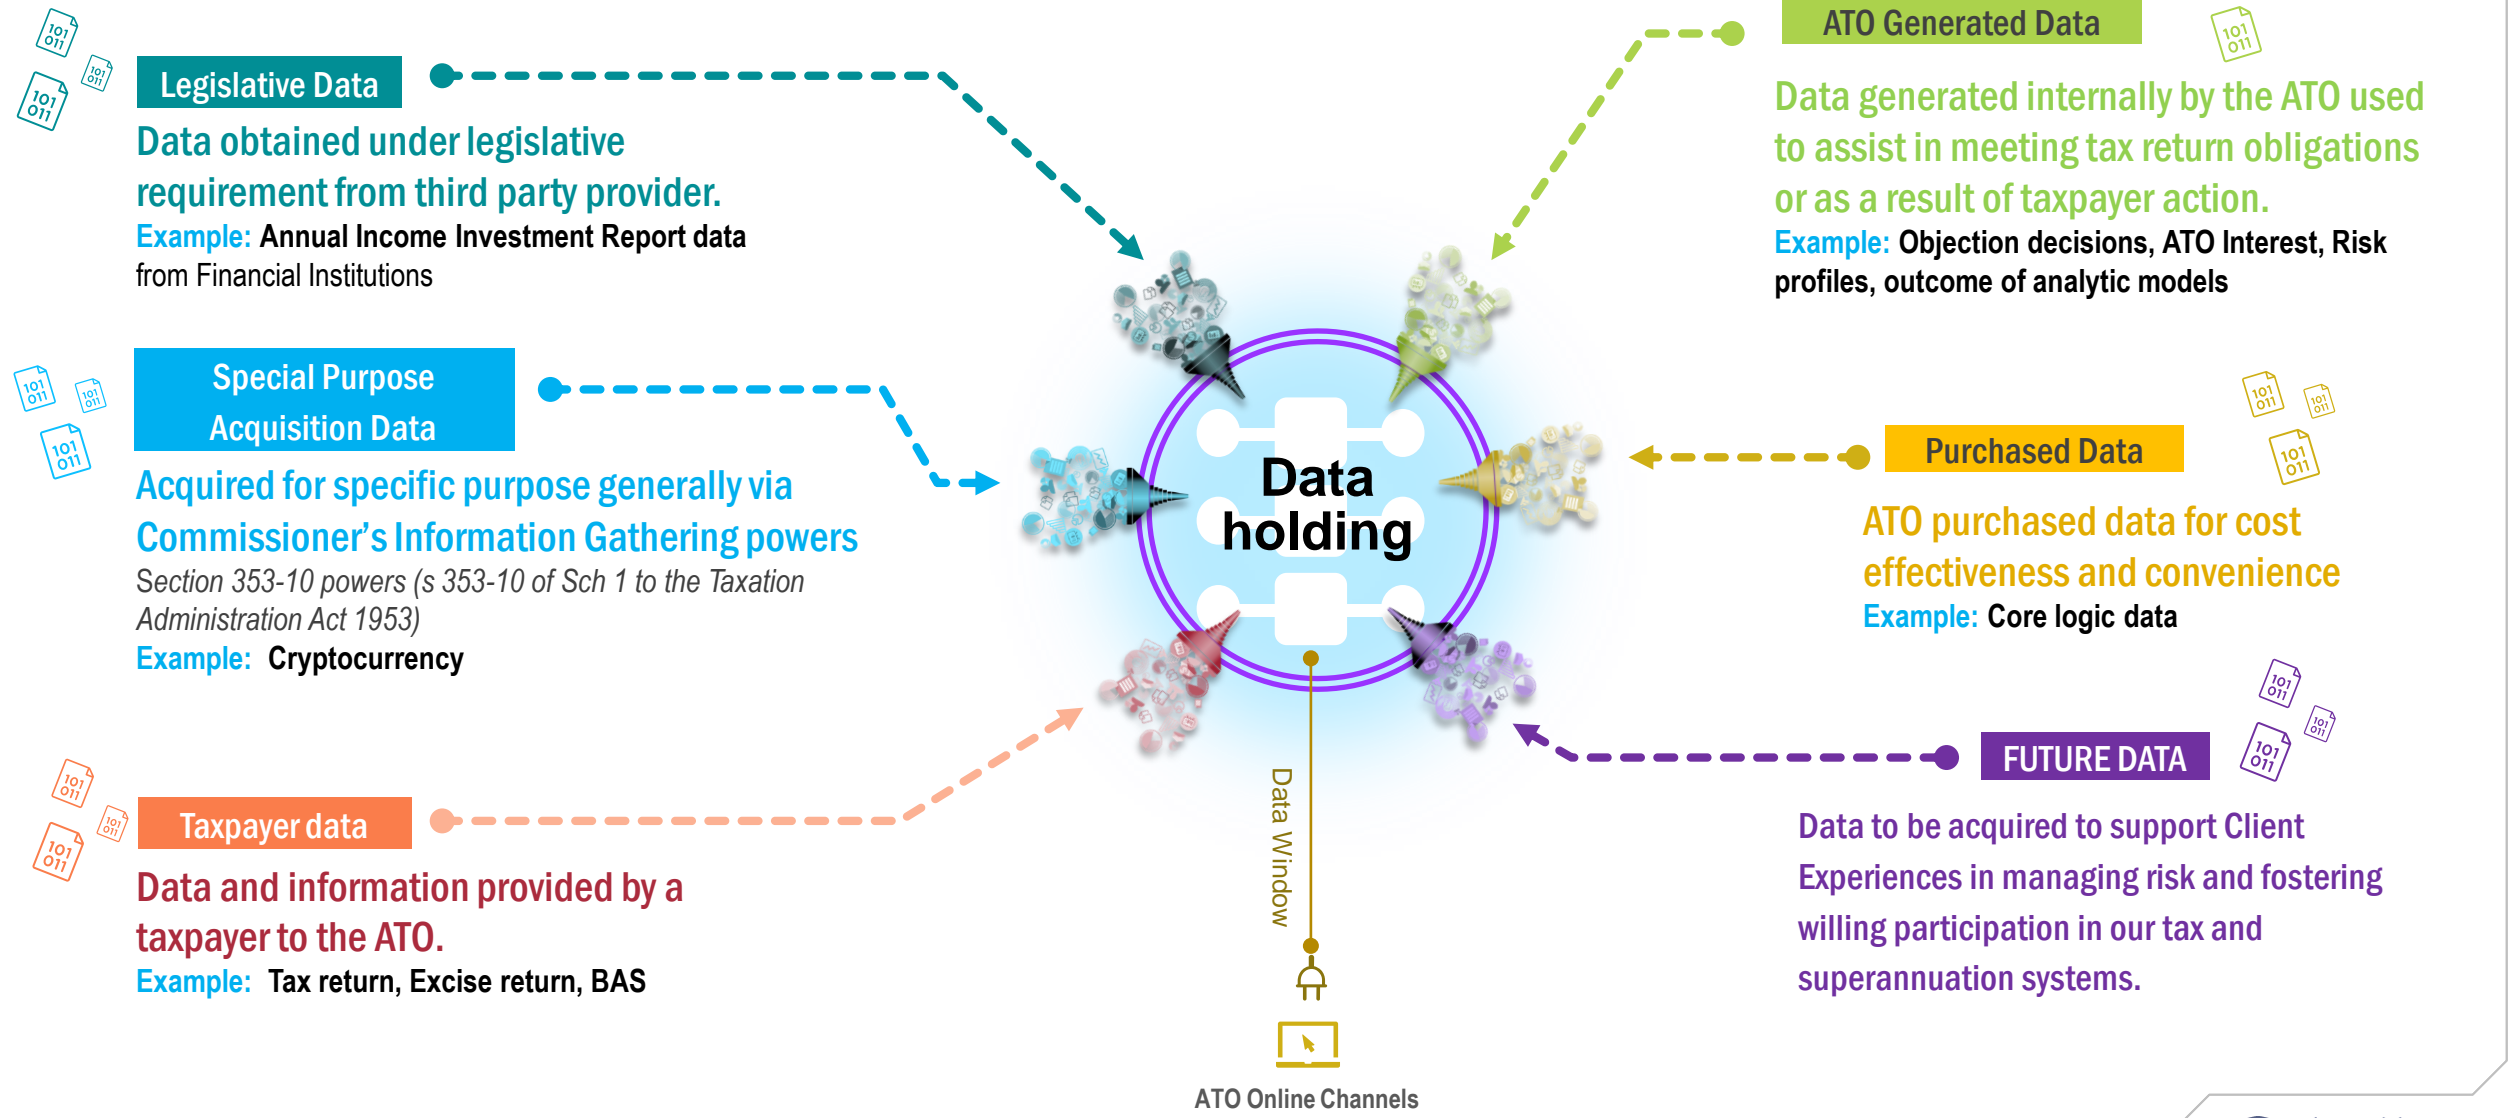 Legislative Data
Data obtained under legislative
requirement from third party provider.
Example: Annual Income Investment Report data
from Financial Institutions
Special Purpose
Acquisition Data
Acquired for specific purpose generally via
Commissioner's Information Gathering powers
Section 353-10 powers (s 353-10 of Sch 1 to the Taxation
Administration Act 1953)
Example: Cryptocurrency
Taxpayer data
Data and information provided by a
taxpayer to the ATO.
Example: Tax return, Excise return, BAS
Data
holding
Data Window
ATO Online Channels
ATO Generated Data
Data generated internally by the ATO used
to assist in meeting tax return obligations
or as a result of taxpayer action.
Example: Objection decisions, ATO Interest, Risk
profiles, outcome of analytic models
Purchased Data
ATO purchased data for cost
effectiveness and convenience
Example: Core logic data
FUTURE DATA
Data to be acquired to support Client
Experiences in managing risk and fostering
willing participation in our tax and
superannuation systems.